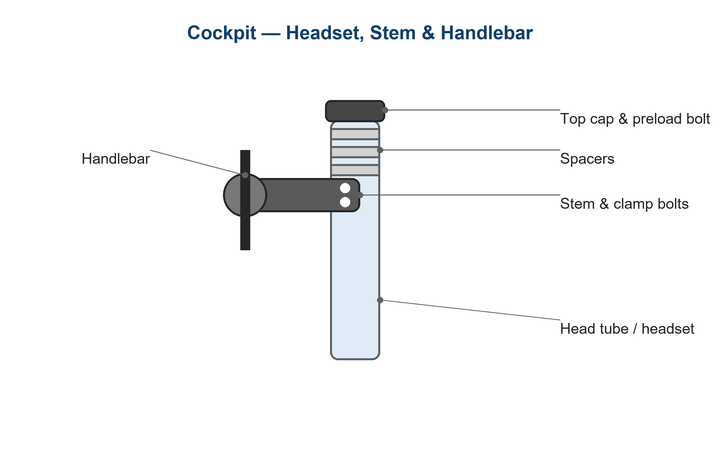 Cockpit — Headset, Stem & Handlebar
Top cap & preload bolt
Handlebar
Spacers
Stem & clamp bolts
Head tube / headset